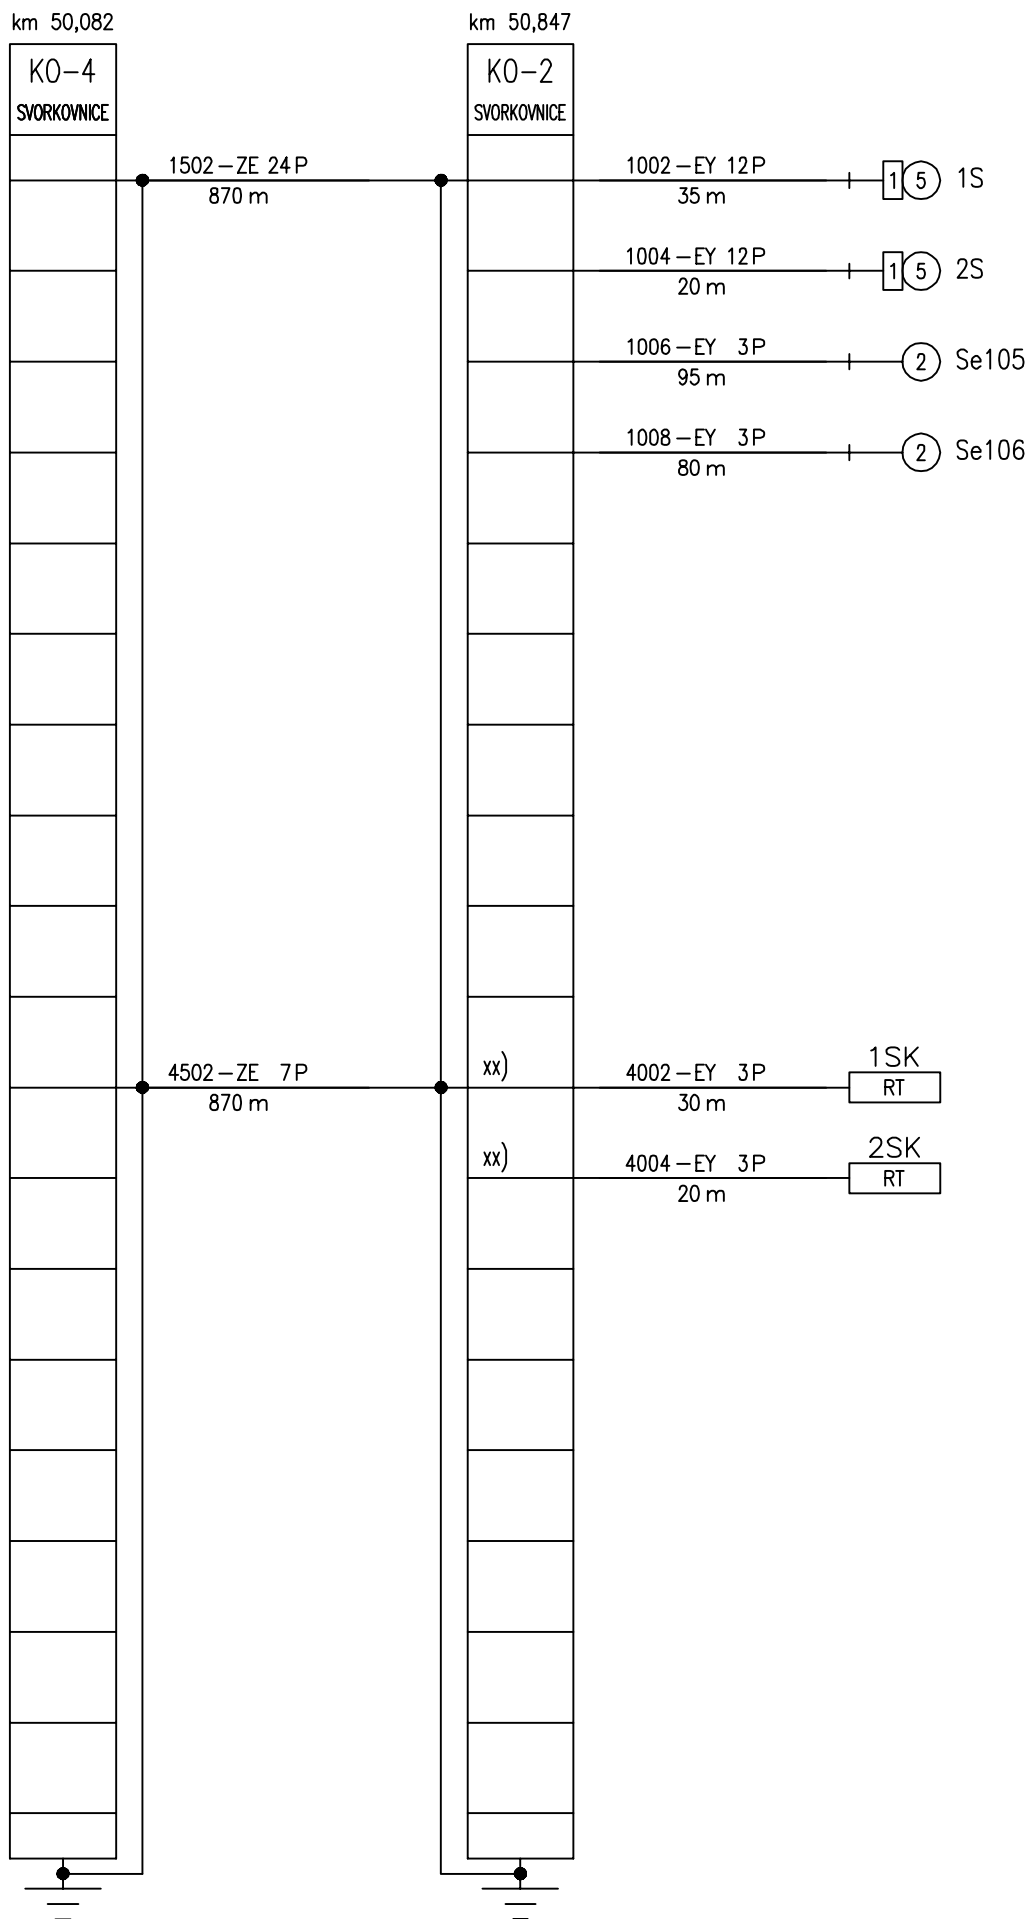 km 50,082
km 50,847
KO-4
SVORKOVNICE
KO-2
SVORKOVNICE
1502-ZE 24P
870 m
1002-EY 12P
35 m
1 5 1S
1004-EY 12P
20 m
1 5 2S
1006-EY 3P
95 m
2 Se105
1008-EY 3P
80 m
2 Se106
4502-ZE 7P
870 m
xx)
4002-EY 3P
30 m
1SK
RT
xx)
4004-EY 3P
20 m
2SK
RT